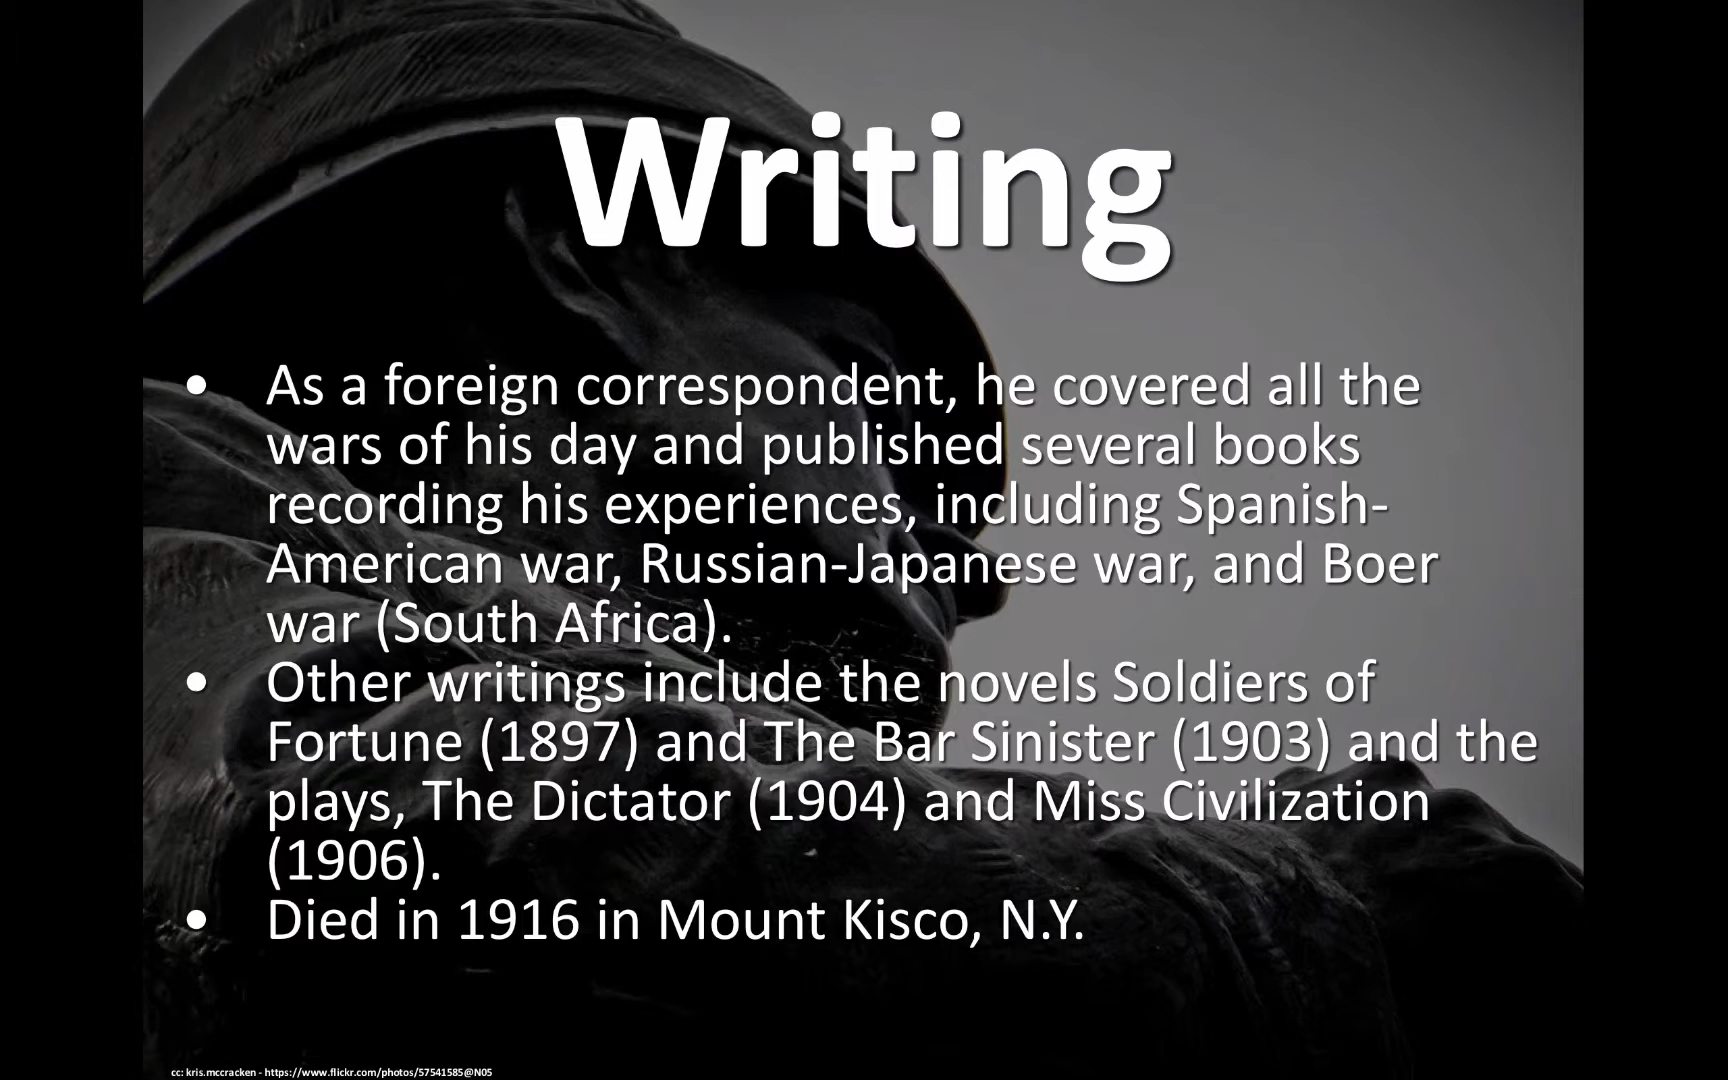 Writing
• As a foreign correspondent, he covered all the
wars of his day and published several books
recording his experiences, including Spanish-
American war, Russian-Japanese war, and Boer
war (South Africa).
• Other writings include the novels Soldiers of
Fortune (1897) and The Bar Sinister (1903) and the
plays, The Dictator (1904) and Miss Civilization
(1906).
• Died in 1916 in Mount Kisco, N.Y.
cc: kris.mccracken - https://www.flickr.com/photos/57541585@N05